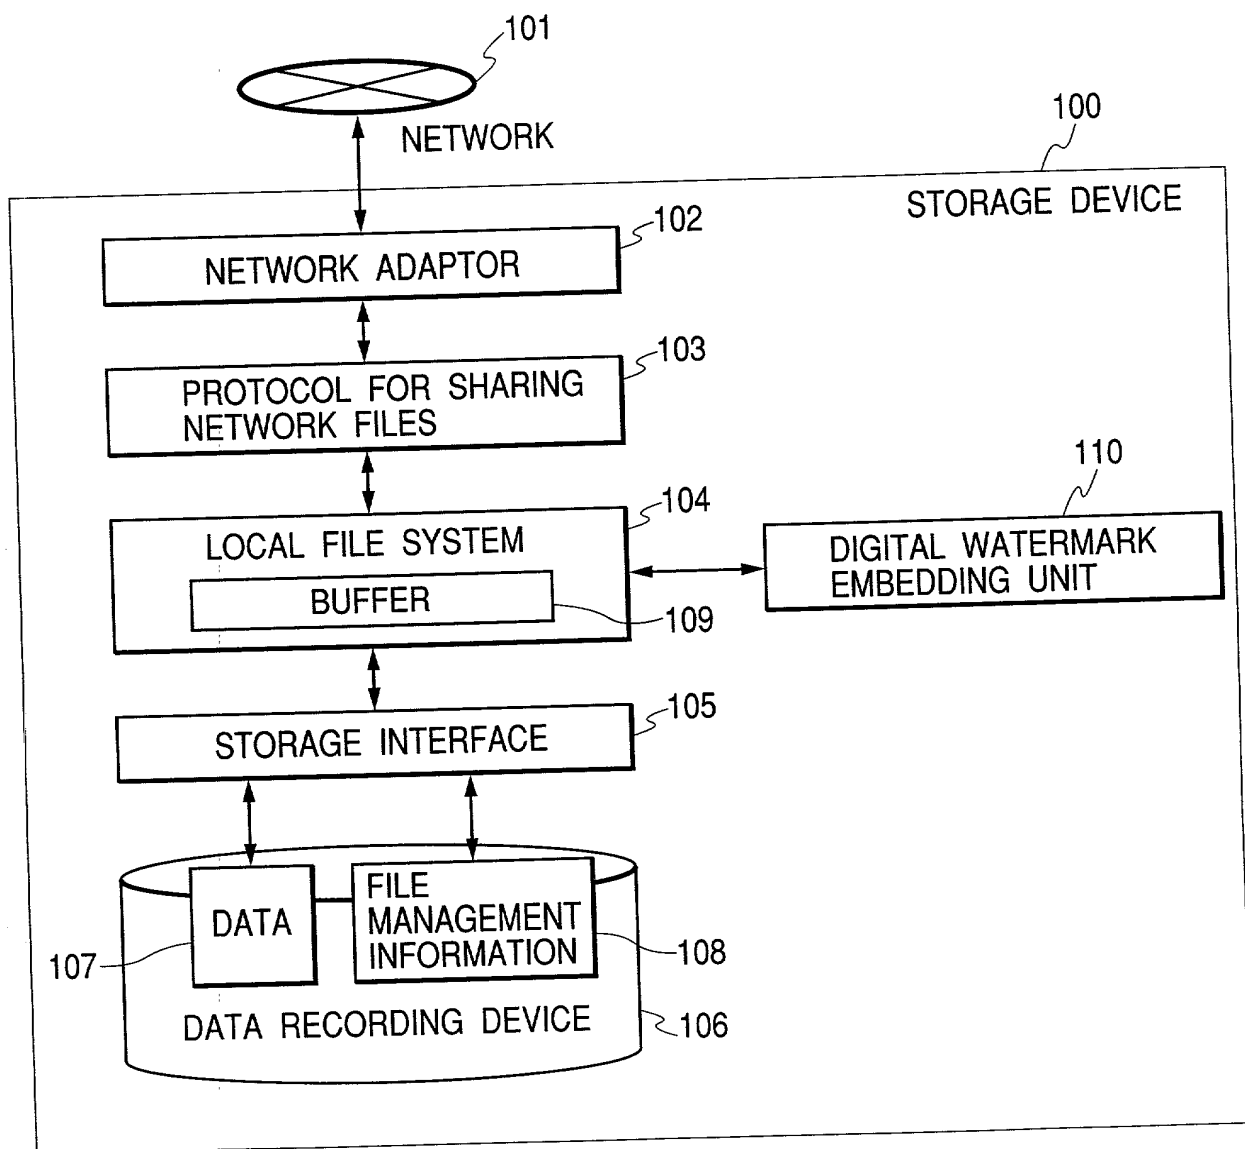 101
NETWORK
100
STORAGE DEVICE
102
NETWORK ADAPTOR
103
PROTOCOL FOR SHARING
NETWORK FILES
104
LOCAL FILE SYSTEM
BUFFER
109
110
DIGITAL WATERMARK
EMBEDDING UNIT
105
STORAGE INTERFACE
DATA
FILE
MANAGEMENT
INFORMATION
107
108
DATA RECORDING DEVICE
106